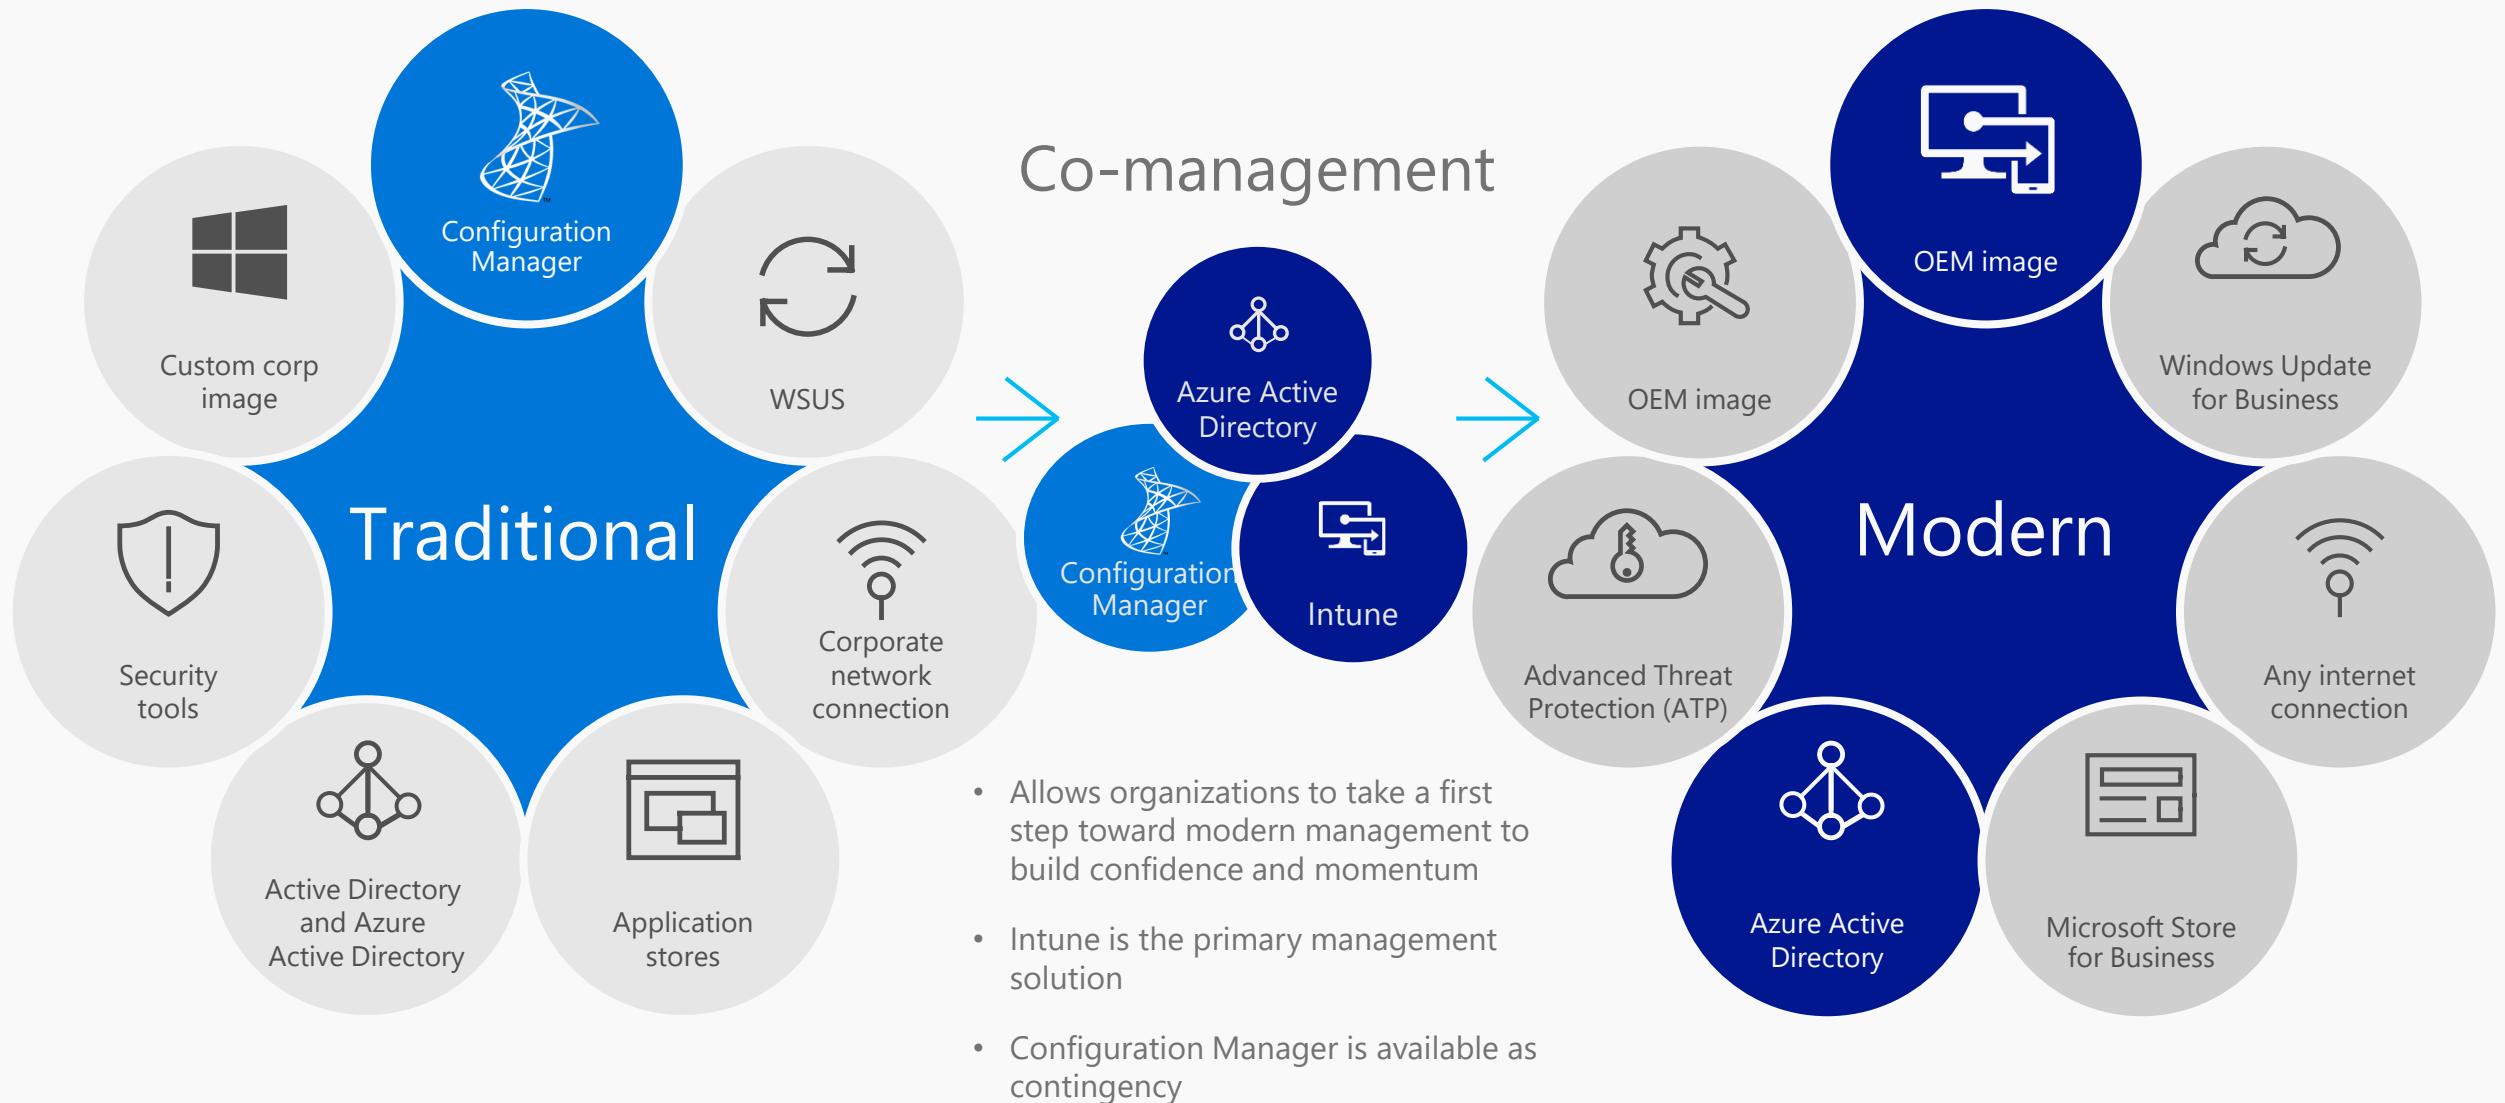 Configuration
Manager
Custom corp
image
WSUS
Traditional
Security
tools
Corporate
network
connection
Active Directory
and Azure
Active Directory
Application
stores
Co-management
Azure Active
Directory
Configuration
Manager
Intune
• Allows organizations to take a first
step toward modern management to
build confidence and momentum
• Intune is the primary management
solution
• Configuration Manager is available as
contingency
OEM image
OEM image
Windows Update
for Business
Modern
Advanced Threat
Protection (ATP)
Any internet
connection
Azure Active
Directory
Microsoft Store
for Business